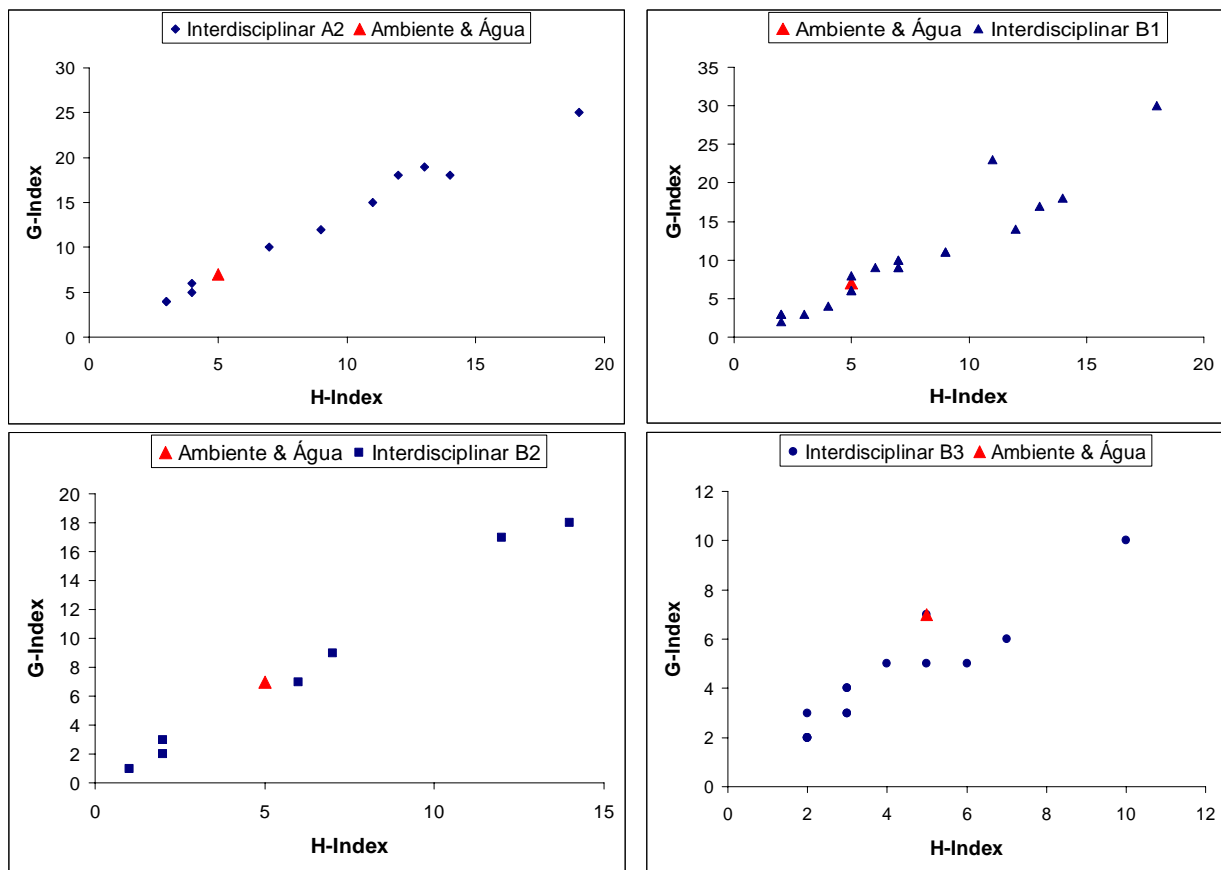 Interdisciplinar A2 Ambiente & Água
30
25
20
15
10
5
0
0 5 10 15 20
G-Index
H-Index
Ambiente & Água Interdisciplinar B1
35
30
25
20
15
10
5
0
0 5 10 15 20
G-Index
H-Index
Ambiente & Água Interdisciplinar B2
20
18
16
14
12
10
8
6
4
2
0
0 5 10 15
G-Index
H-Index
Interdisciplinar B3 Ambiente & Água
12
10
8
6
4
2
0
0 2 4 6 8 10 12
G-Index
H-Index